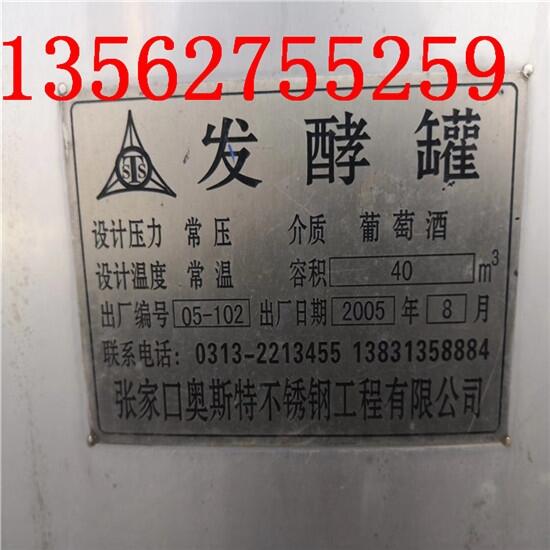 13562755259
STS 发酵罐
设计压力 常压 介质 葡萄酒
设计温度 常温 容积 40 m³
出厂编号 05-102 出厂日期 2005 年 8 月
联系电话: 0313-2213455 13831358884
张家口奥斯特不锈钢工程有限公司